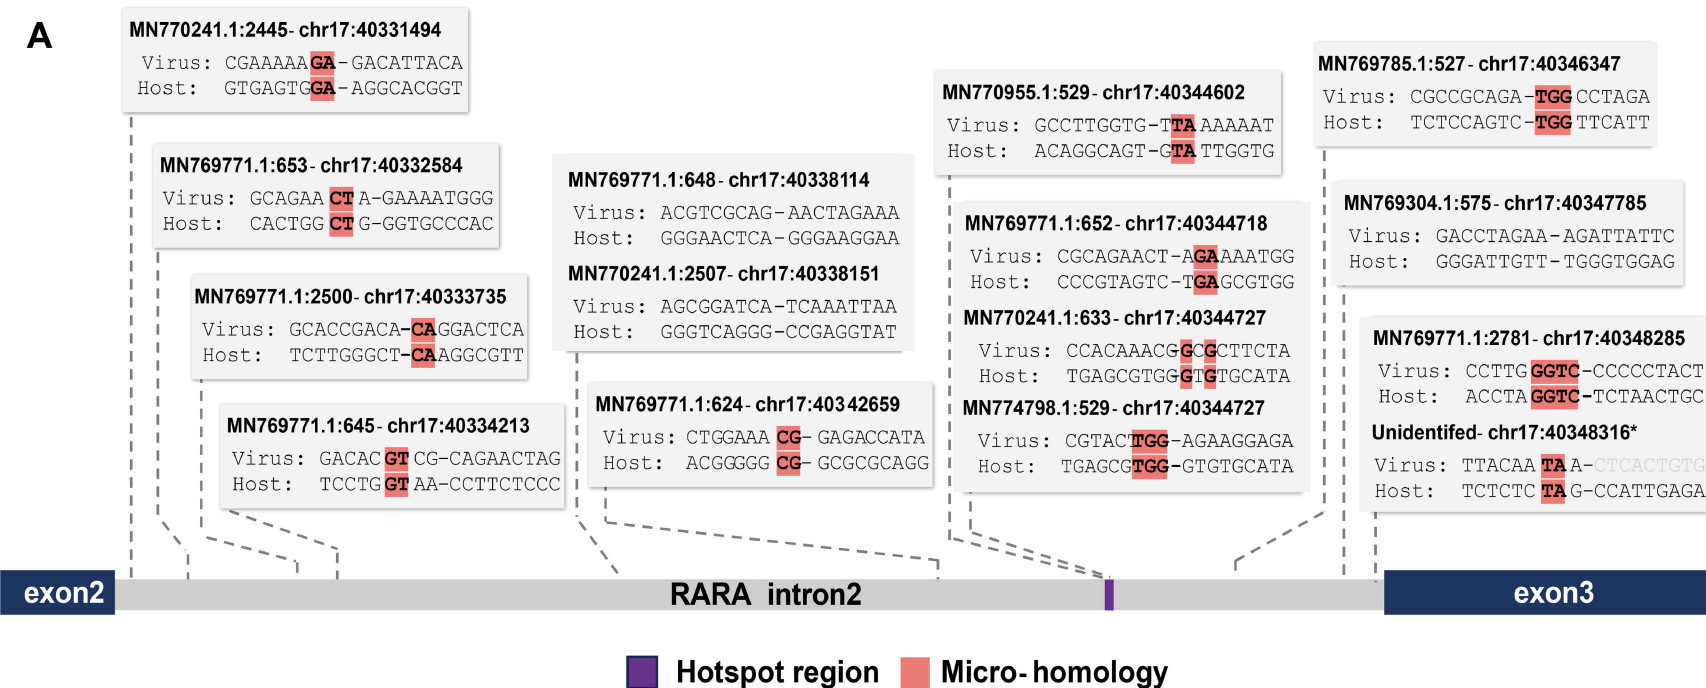 A
MN770241.1:2445- chr17:40331494
Virus: CGAAAAAGA-GACATTACA
Host: GTGAGTGGA-AGGCACGGT
MN769771.1:653- chr17:40332584
Virus: GCAGAA CT A-GAAAATGGG
Host: CACTGG CT G-GGTGCCCAC
MN769771.1:2500- chr17:40333735
Virus: GCACCGACA-CAGGACTCA
Host: TCTTGGGCT-CAAGGCGTT
MN769771.1:645- chr17:40334213
Virus: GACAC GT CG-CAGAACTAG
Host: TCCTG GT AA-CCTTCTCCC
MN769771.1:648- chr17:40338114
Virus: ACGTCGCAG-AACTAGAAA
Host: GGGAACTCA-GGGAAGGAA
MN770241.1:2507- chr17:40338151
Virus: AGCGGATCA-TCAAATTAA
Host: GGGTCAGGG-CCGAGGTAT
MN769771.1:624- chr17:40342659
Virus: CTGGAAA CG- GAGACCATA
Host: ACGGGGG CG- GCGCGCAGG
MN770955.1:529- chr17:40344602
Virus: GCCTTGGTG-TTA AAAAAT
Host: ACAGGCAGT-GTA TTGGTG
MN769771.1:652- chr17:40344718
Virus: CGCAGAACT-AGAAAATGG
Host: CCCGTAGTC-TGAGCGTGG
MN770241.1:633- chr17:40344727
Virus: CCACAAACG-GCGCTTCTA
Host: TGAGCGTGG-GTGTGCATA
MN774798.1:529- chr17:40344727
Virus: CGTACTTGG-AGAAGGAGA
Host: TGAGCGTGG-GTGTGCATA
MN769785.1:527- chr17:40346347
Virus: CGCCGCAGA-TGG CCTAGA
Host: TCTCCAGTC-TGG TTCATT
MN769304.1:575- chr17:40347785
Virus: GACCTAGAA-AGATTATTC
Host: GGGATTGTT-TGGGTGGAG
MN769771.1:2781- chr17:40348285
Virus: CCTTG GGTC-CCCCCTACT
Host: ACCTA GGTC-TCTAACTGC
Unidentifed- chr17:40348316*
Virus: TTACAA TA A-CTCACTGTG
Host: TCTCTC TA G-CCATTGAGA
exon2
RARA intron2
exon3
Hotspot region
Micro-homology